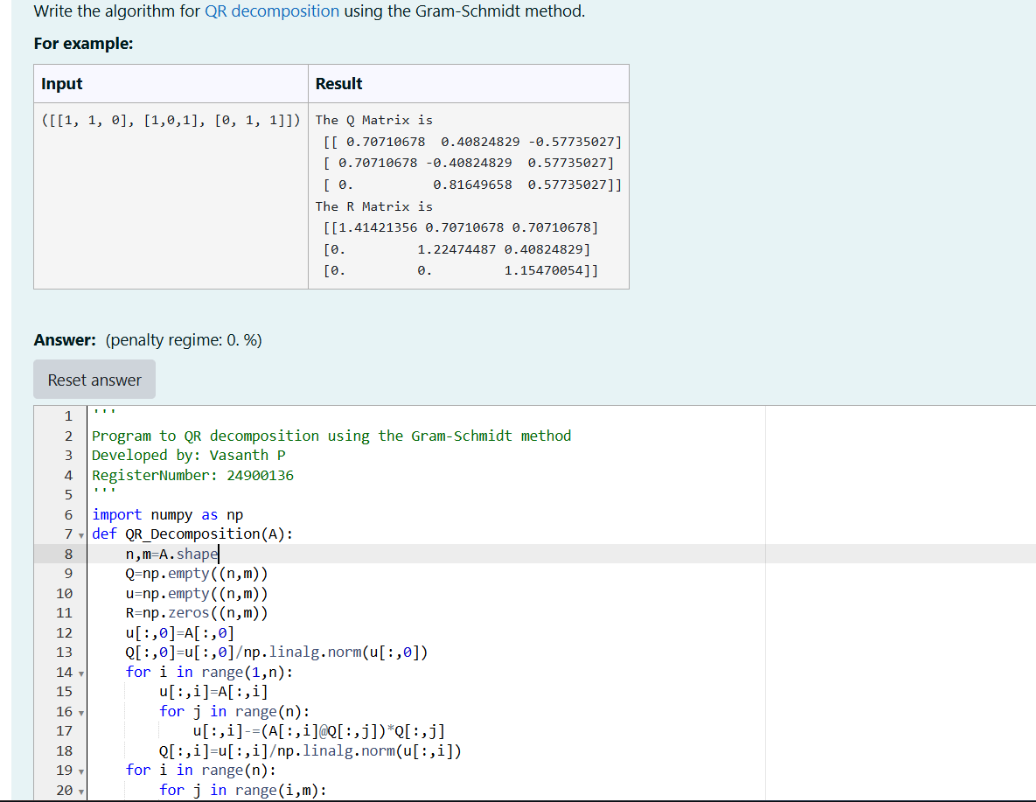 Write the algorithm for QR decomposition using the Gram-Schmidt method.
For example:
Input Result
([[1, 1, 0], [1,0,1], [0, 1, 1]]) The Q Matrix is
[[ 0.70710678  0.40824829 -0.57735027]
[ 0.70710678 -0.40824829  0.57735027]
[ 0.          0.81649658  0.57735027]]
The R Matrix is
[[1.41421356 0.70710678 0.70710678]
[0.         1.22474487 0.40824829]
[0.         0.         1.15470054]]
Answer: (penalty regime: 0. %)
Reset answer
1 '''
2 Program to QR decomposition using the Gram-Schmidt method
3 Developed by: Vasanth P
4 RegisterNumber: 24900136
5 '''
6 import numpy as np
7 def QR_Decomposition(A):
8     n,m=A.shape
9     Q=np.empty((n,m))
10     u=np.empty((n,m))
11     R=np.zeros((n,m))
12     u[:,0]=A[:,0]
13     Q[:,0]=u[:,0]/np.linalg.norm(u[:,0])
14     for i in range(1,n):
15         u[:,i]=A[:,i]
16         for j in range(n):
17             u[:,i]-=(A[:,i]@Q[:,j])*Q[:,j]
18         Q[:,i]=u[:,i]/np.linalg.norm(u[:,i])
19     for i in range(n):
20         for j in range(i,m):